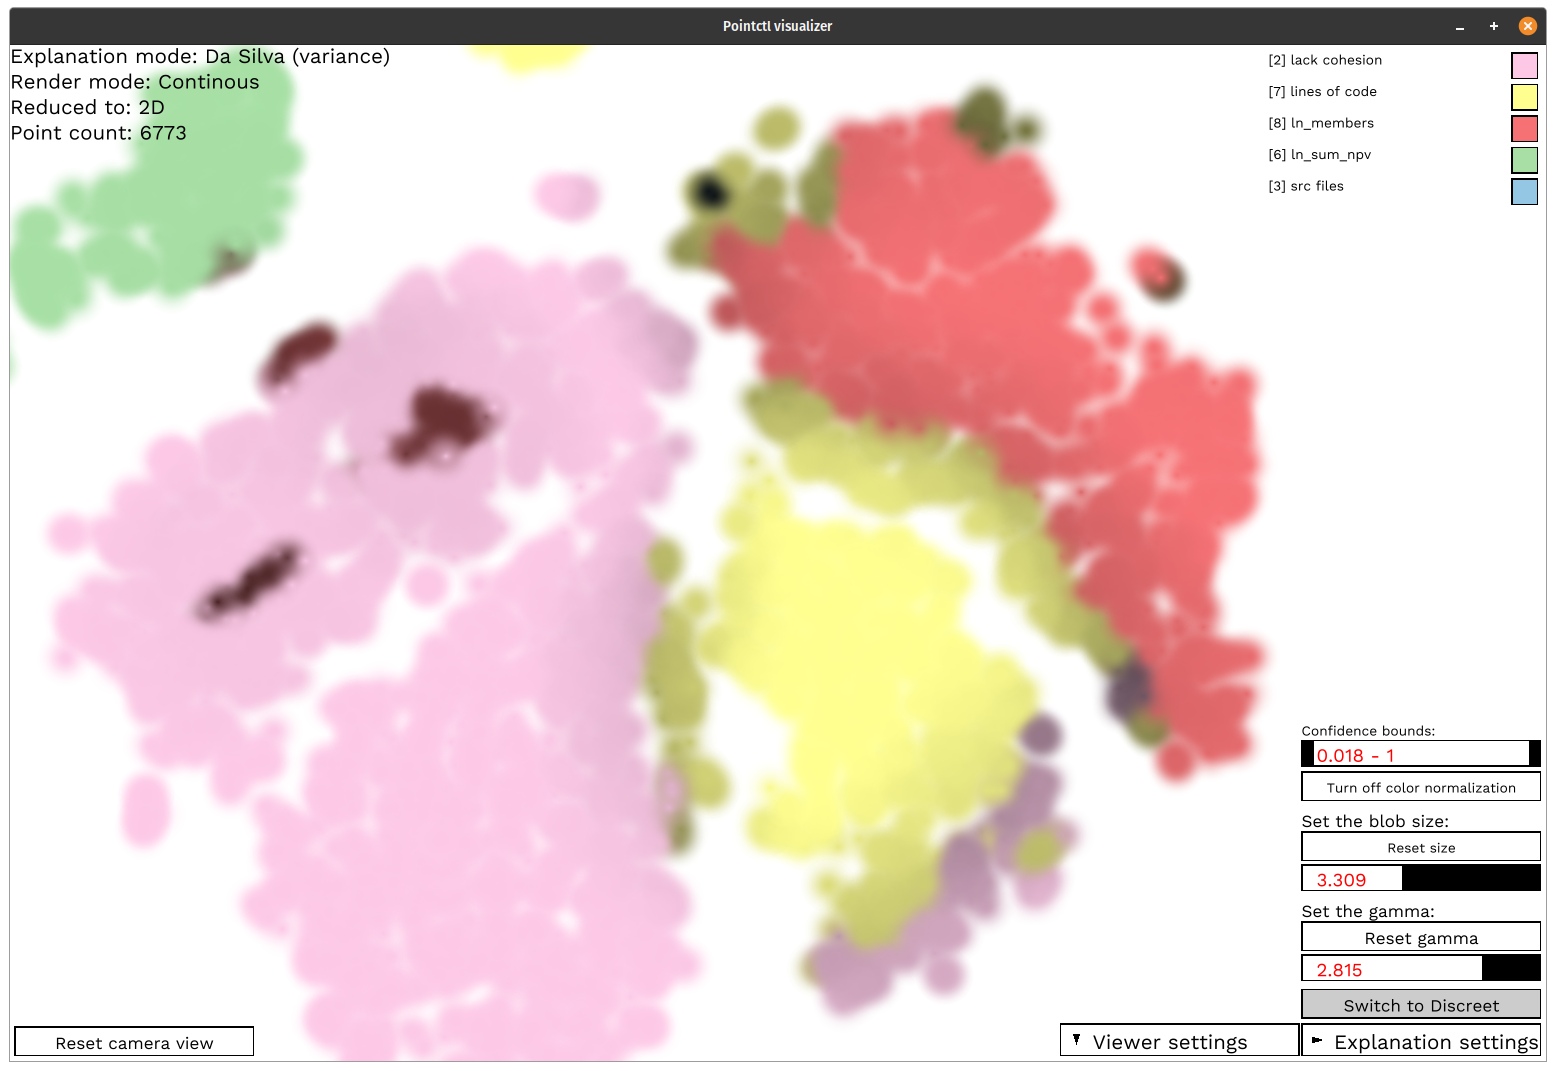 Pointctl visualizer
Explanation mode: Da Silva (variance)
Render mode: Continous
Reduced to: 2D
Point count: 6773
[2] lack cohesion
[7] lines of code
[8] ln_members
[6] ln_sum_npv
[3] src files
Confidence bounds:
0.018 - 1
Turn off color normalization
Set the blob size:
Reset size
3.309
Set the gamma:
Reset gamma
2.815
Switch to Discreet
Reset camera view
Viewer settings
Explanation settings